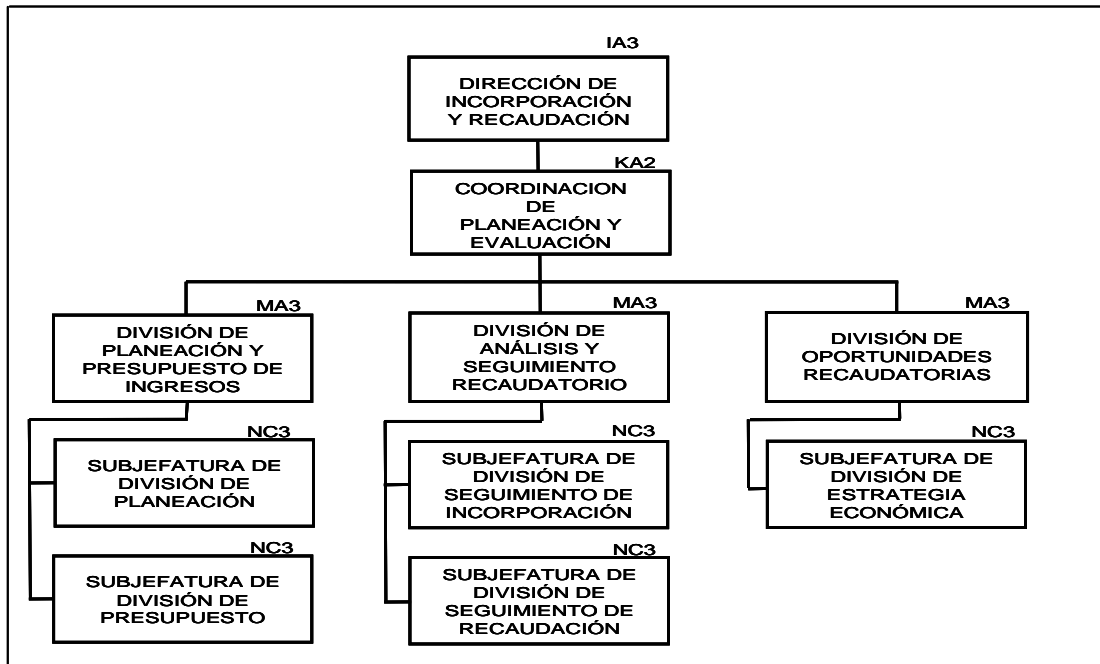 IA3
DIRECCIÓN DE
INCORPORACIÓN
Y RECAUDACIÓN
KA2
COORDINACION
DE
PLANEACIÓN Y
EVALUACIÓN
MA3
DIVISIÓN DE
PLANEACIÓN Y
PRESUPUESTO DE
INGRESOS
NC3
SUBJEFATURA DE
DIVISIÓN DE
PLANEACIÓN
NC3
SUBJEFATURA DE
DIVISIÓN DE
PRESUPUESTO
MA3
DIVISIÓN DE
ANÁLISIS Y
SEGUIMIENTO
RECAUDATORIO
NC3
SUBJEFATURA DE
DIVISIÓN DE
SEGUIMIENTO DE
INCORPORACIÓN
NC3
SUBJEFATURA DE
DIVISIÓN DE
SEGUIMIENTO DE
RECAUDACIÓN
MA3
DIVISIÓN DE
OPORTUNIDADES
RECAUDATORIAS
NC3
SUBJEFATURA DE
DIVISIÓN DE
ESTRATEGIA
ECONÓMICA